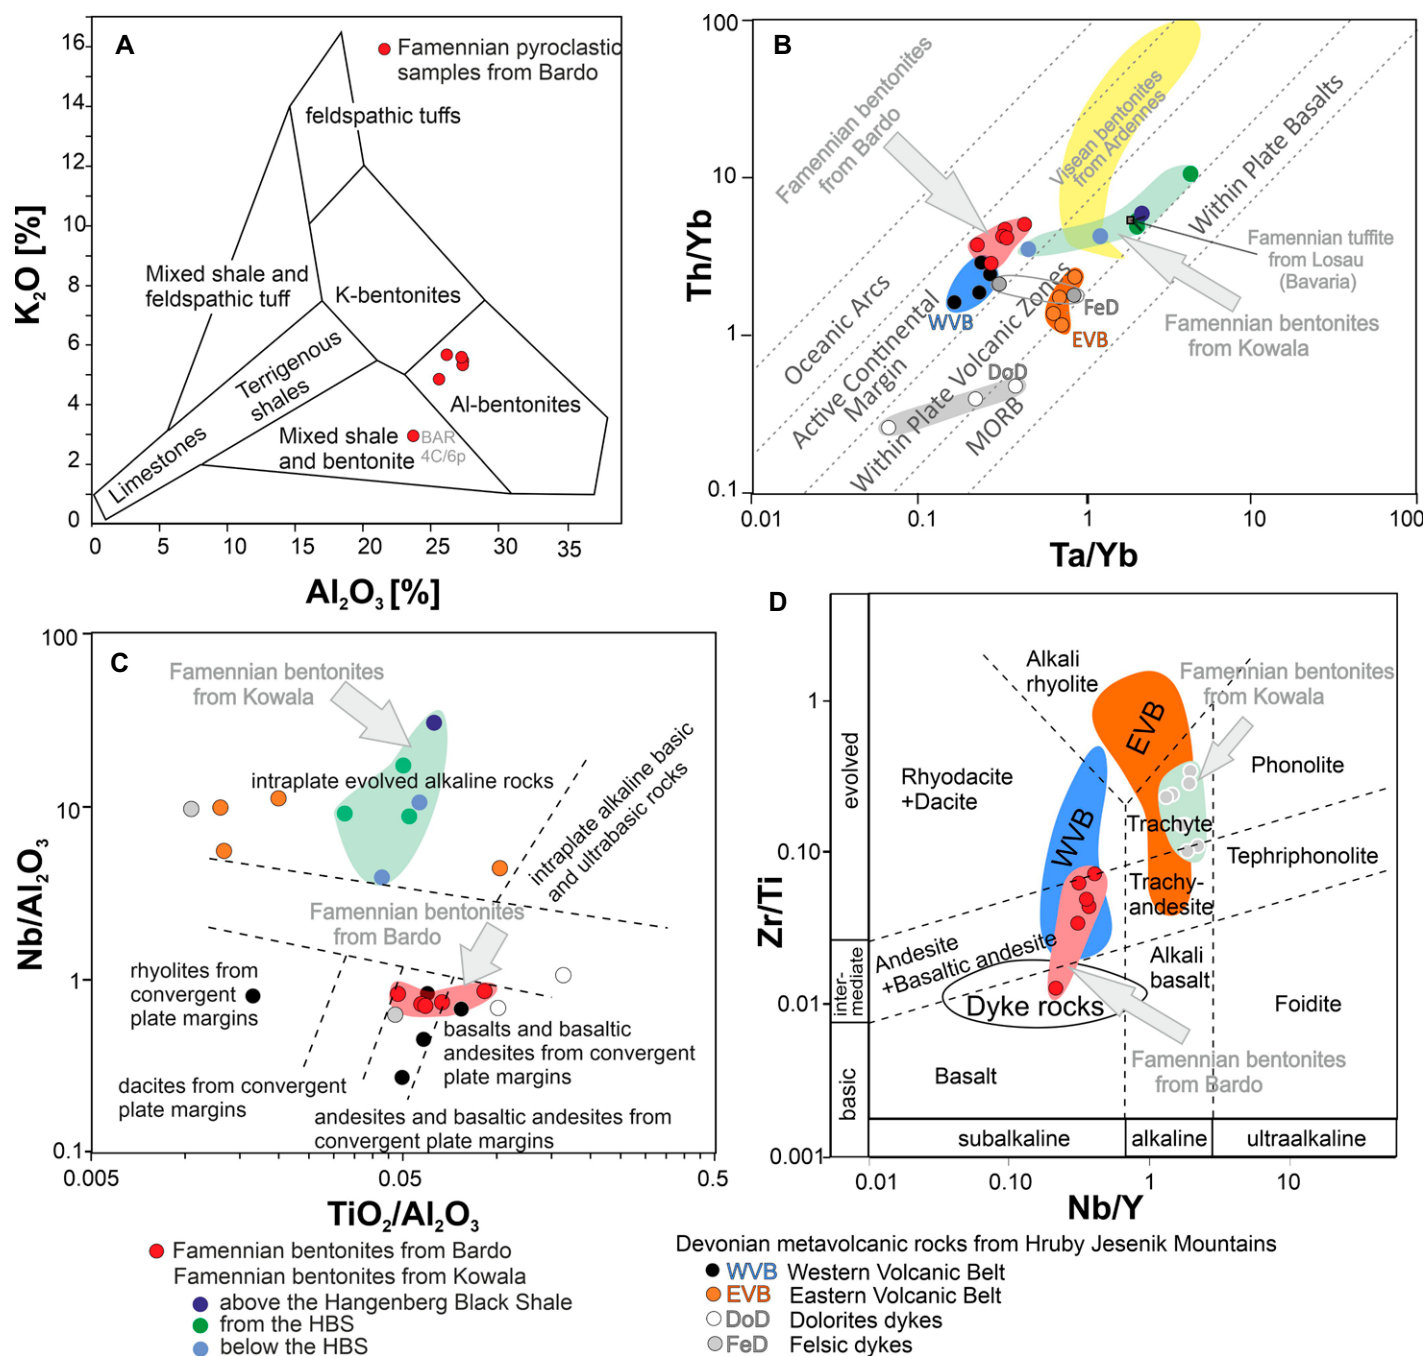 A
Famennian pyroclastic
samples from Bardo
feldspathic tuffs
Mixed shale and
feldspathic tuff
K-bentonites
Terrigenous
shales
Al-bentonites
Limestones
Mixed shale
and bentonite
BAR
4C/6p
16
14
12
10
8
6
4
2
0
K2O [%]
0
5
10
15
20
25
30
35
Al2O3 [%]
B
Famennian bentonites
from Bardo
Visean bentonites
from Ardennes
Within Plate Basalts
Famennian tuffite
from Losau
(Bavaria)
Famennian bentonites
from Kowala
Oceanic Arcs
Active Continental
Margin
Within Plate Volcanic Zones
MORB
WVB
FeD
EVB
DoD
100
10
1
0.1
Th/Yb
0.01
0.1
1
10
100
Ta/Yb
C
Famennian bentonites
from Kowala
intraplate evolved alkaline rocks
intraplate alkaline basic
and ultrabasic rocks
Famennian bentonites
from Bardo
rhyolites from
convergent
plate margins
dacites from convergent
plate margins
basalts and basaltic
andesites from convergent
plate margins
andesites and basaltic andesites from
convergent plate margins
100
10
1
0.1
Nb/Al2O3
0.005
0.05
0.5
TiO2/Al2O3
D
Alkali
rhyolite
Famennian bentonites
from Kowala
EVB
Rhyodacite
+Dacite
Phonolite
WVB
Trachyte
Tephriphonolite
Trachy-
andesite
Andesite
+Basaltic andesite
Alkali
basalt
Dyke rocks
Foidite
Famennian bentonites
from Bardo
Basalt
evolved
inter-
mediate
basic
subalkaline
alkaline
ultraalkaline
1
0.10
0.01
0.001
Zr/Ti
0.01
0.10
1
10
Nb/Y
Famennian bentonites from Bardo
Famennian bentonites from Kowala
above the Hangenberg Black Shale
from the HBS
below the HBS
Devonian metavolcanic rocks from Hruby Jesenik Mountains
WVB Western Volcanic Belt
EVB Eastern Volcanic Belt
DoD Dolorites dykes
FeD Felsic dykes